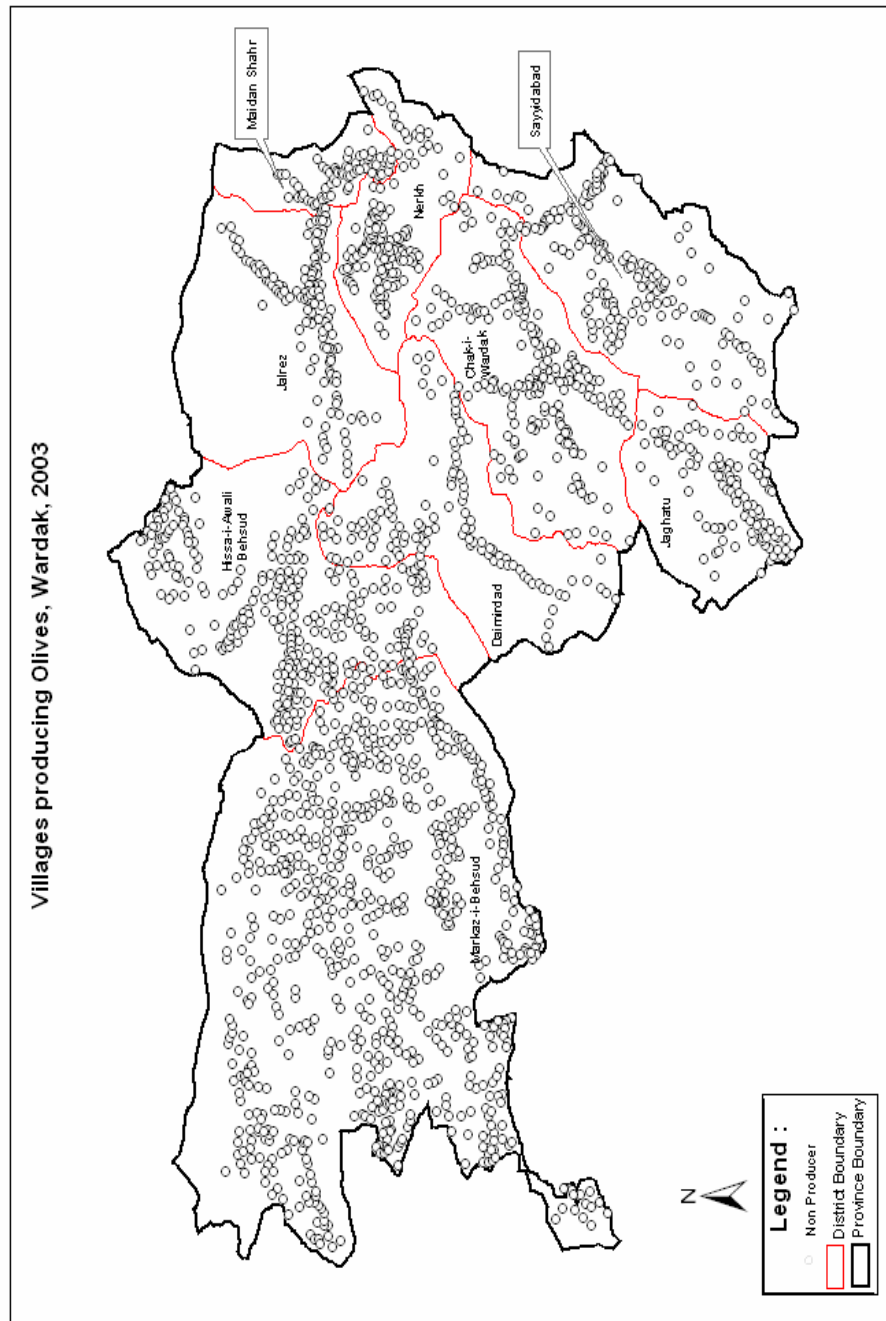 Villages producing Olives, Wardak, 2003
Maidan Shahr
Sayyidabad
Jalrez
Nerkh
Hissa-i-Awali
Behsud
Chak-i-
Wardak
Daimirdad
Jaghatu
Markaz-i-Behsud
N
Legend :
Non Producer
District Boundary
Province Boundary